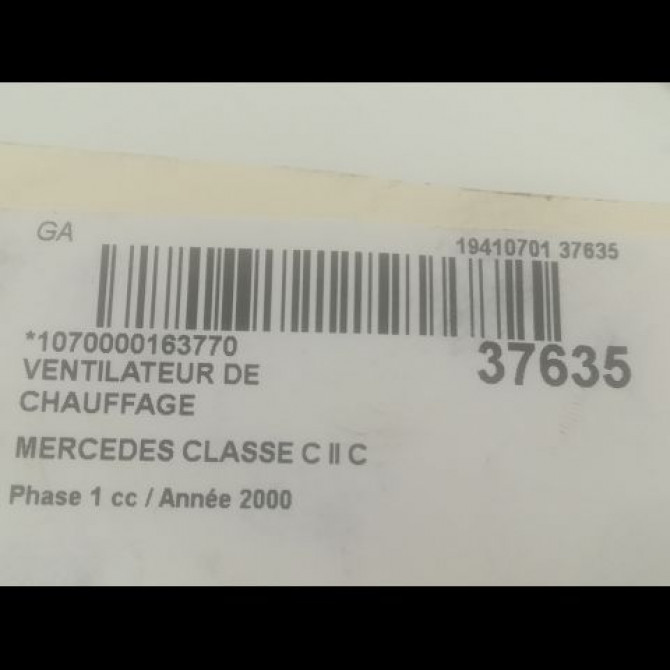 GA
19410701 37635
*1070000163770
37635
VENTILATEUR DE
CHAUFFAGE
MERCEDES CLASSE C II C
Phase 1 cc / Année 2000